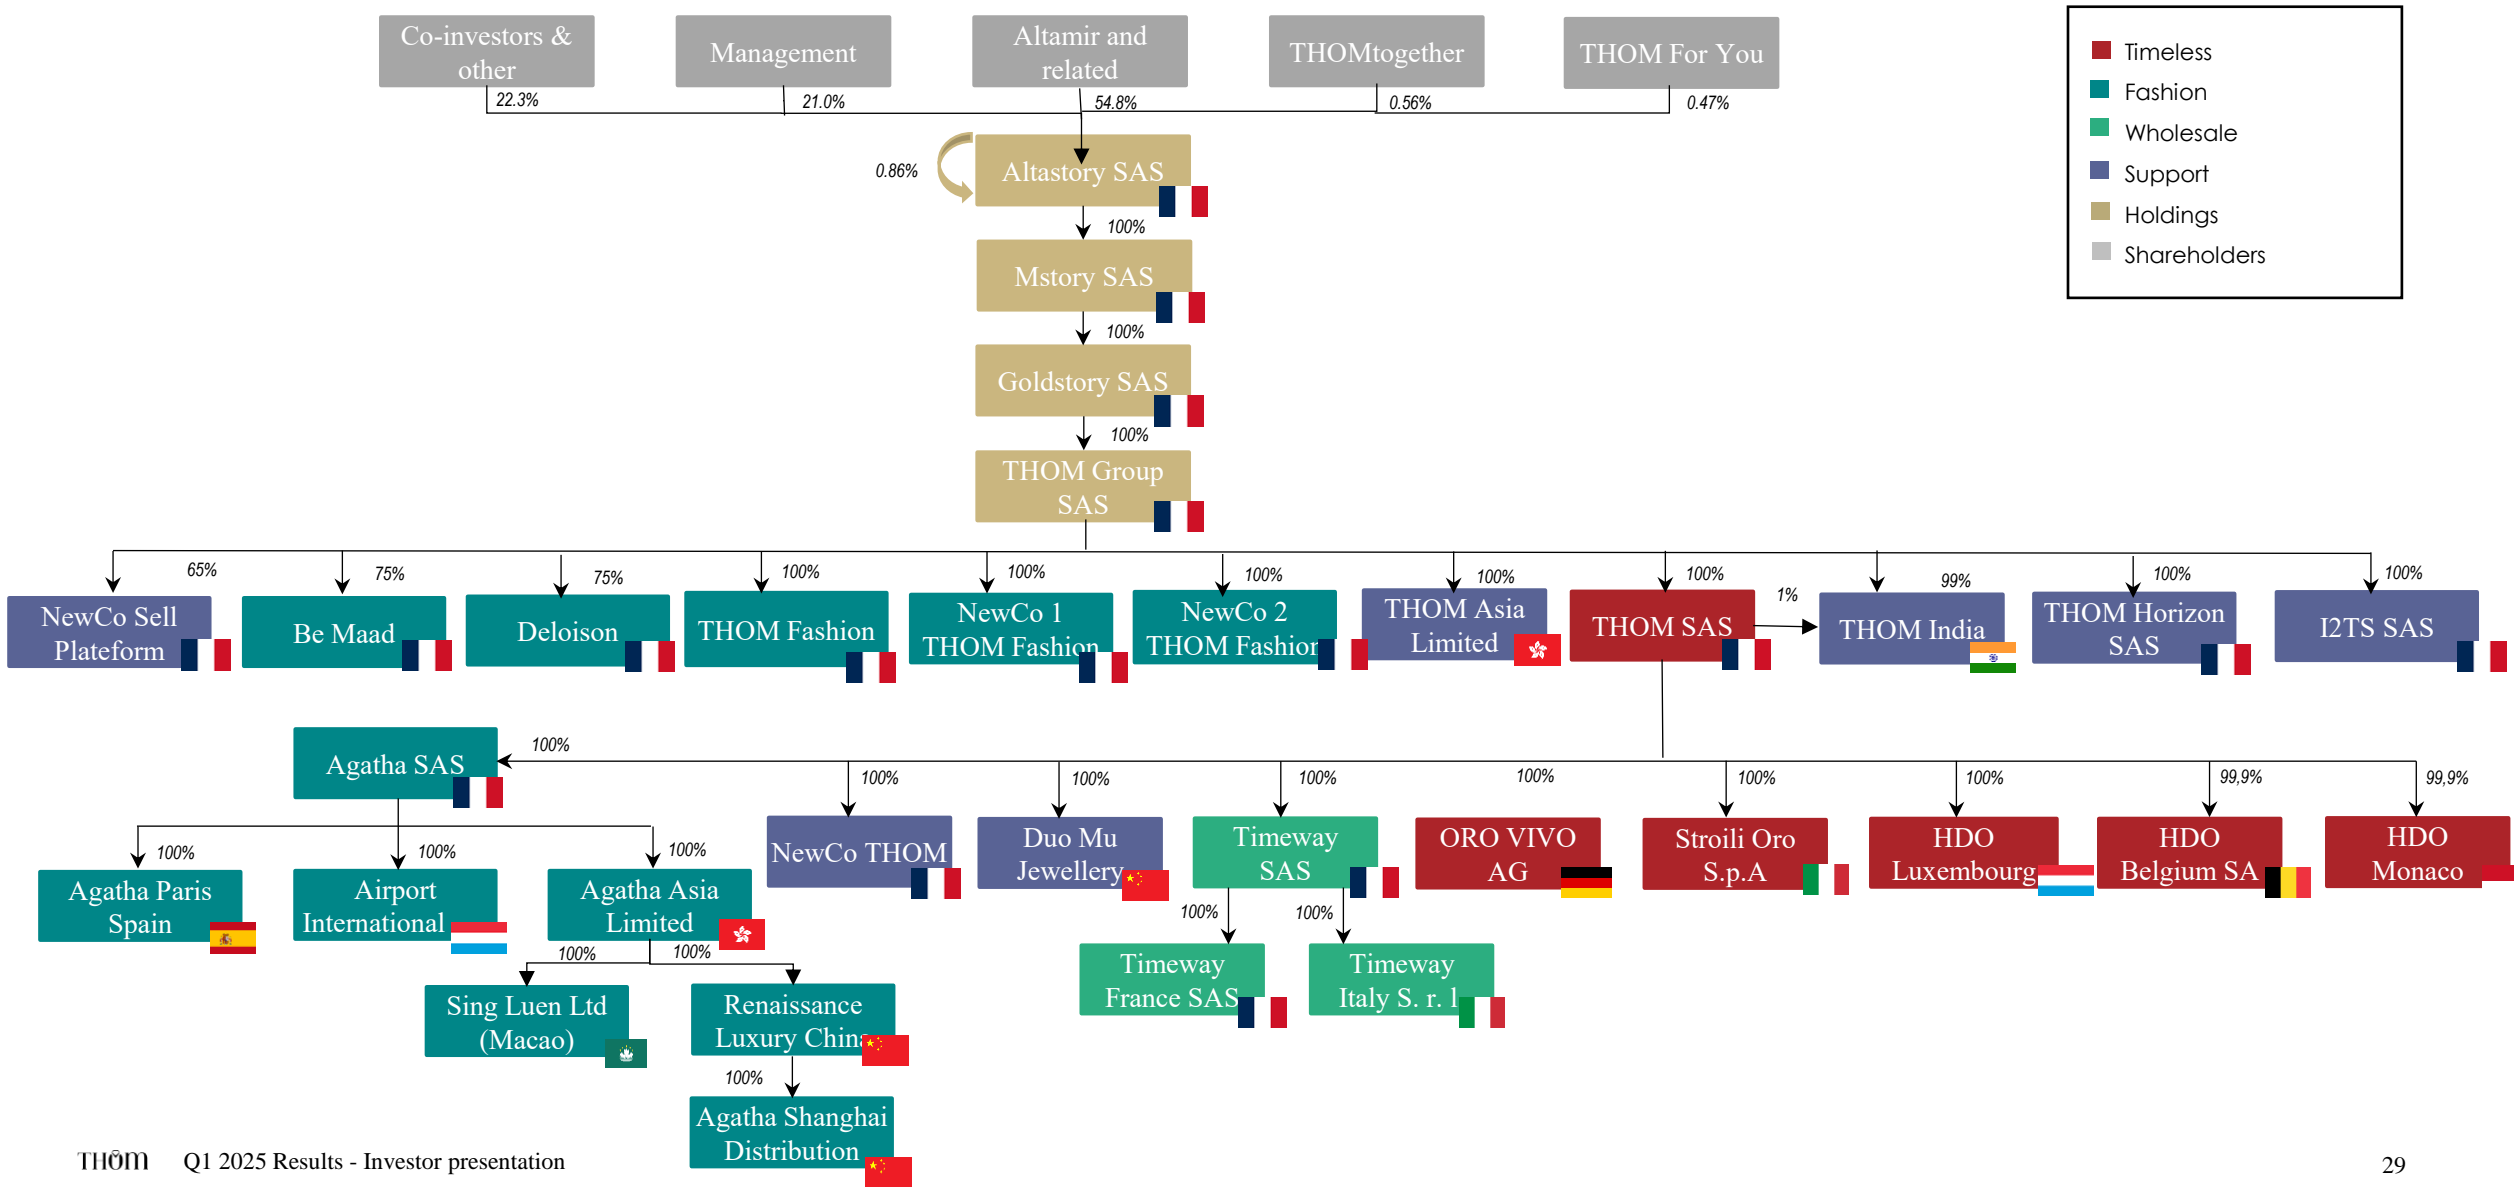 Co-investors &
other
Management
Altamir and
related
THOMtogether
THOM For You
22.3%
21.0%
54.8%
0.56%
0.47%
Timeless
Fashion
Wholesale
Support
Holdings
Shareholders
0.86%
Altastory SAS
100%
Mstory SAS
100%
Goldstory SAS
100%
THOM Group
SAS
65%
75%
75%
100%
100%
100%
100%
100%
1%
99%
100%
100%
NewCo Sell
Plateform
Be Maad
Deloison
THOM Fashion
NewCo 1
THOM Fashion
NewCo 2
THOM Fashion
THOM Asia
Limited
THOM SAS
THOM India
THOM Horizon
SAS
I2TS SAS
Agatha SAS
100%
100%
100%
100%
100%
100%
100%
99,9%
99,9%
NewCo THOM
Duo Mu
Jewellery
Timeway
SAS
ORO VIVO
AG
Stroili Oro
S.p.A
HDO
Luxembourg
HDO
Belgium SA
HDO
Monaco
100%
100%
100%
Agatha Paris
Spain
Airport
International
Agatha Asia
Limited
100%
100%
Timeway
France SAS
Timeway
Italy S. r. l
100%
100%
Sing Luen Ltd
(Macao)
Renaissance
Luxury China
100%
Agatha Shanghai
Distribution
THOM Q1 2025 Results - Investor presentation
29